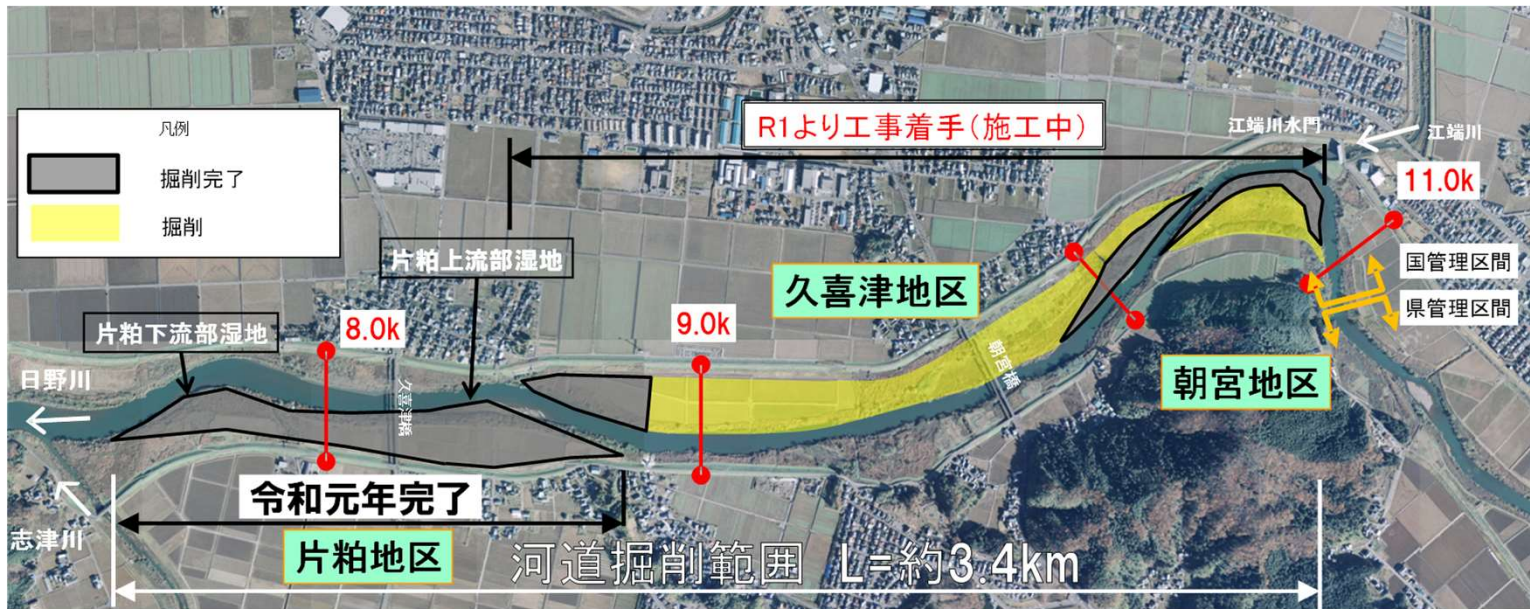 凡例
掘削完了
掘削
R1より工事着手(施工中)
江端川水門
江端川
11.0k
国管理区間
県管理区間
片粕上流部湿地
久喜津地区
片粕下流部湿地
8.0k
9.0k
朝宮橋
朝宮地区
日野川
久喜津橋
令和元年完了
志津川
片粕地区
河道掘削範囲 L=約3.4km